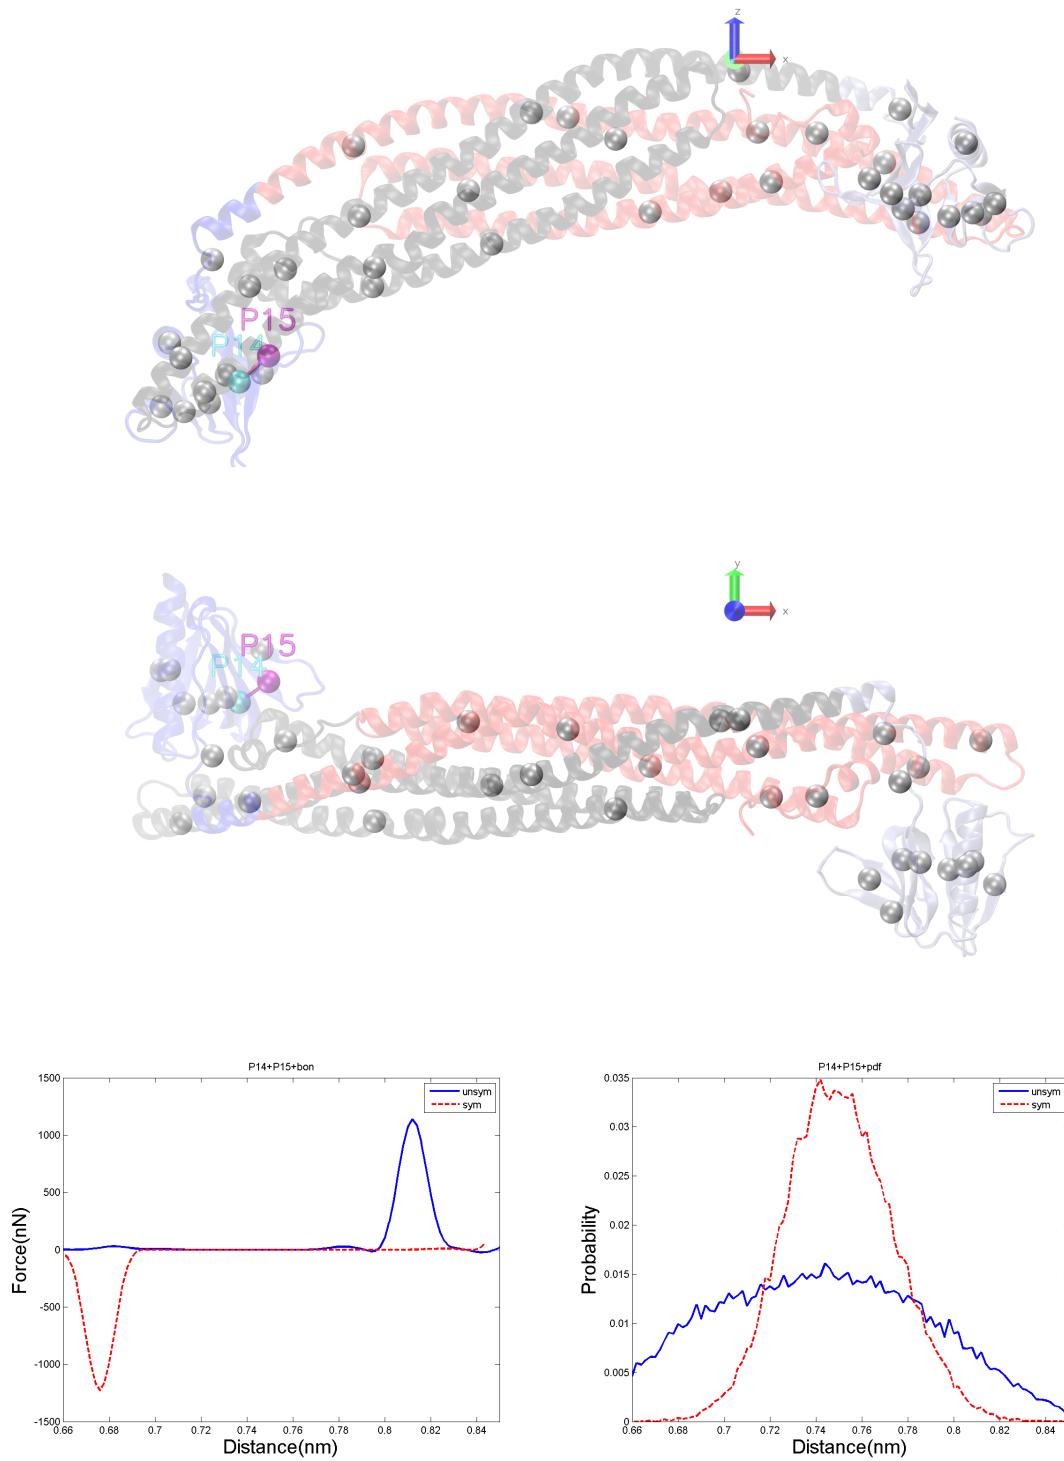 z
x
P15
P14
y
x
P15
P14
P14+P15+bon
1500
1000
500
0
-500
-1000
-1500
0.66
0.68
0.7
0.72
0.74
0.76
0.78
0.8
0.82
0.84
Force(nN)
Distance(nm)
unsym
sym
P14+P15+pdf
0.035
0.03
0.025
0.02
0.015
0.01
0.005
0
0.66
0.68
0.7
0.72
0.74
0.76
0.78
0.8
0.82
0.84
Probability
Distance(nm)
unsym
sym